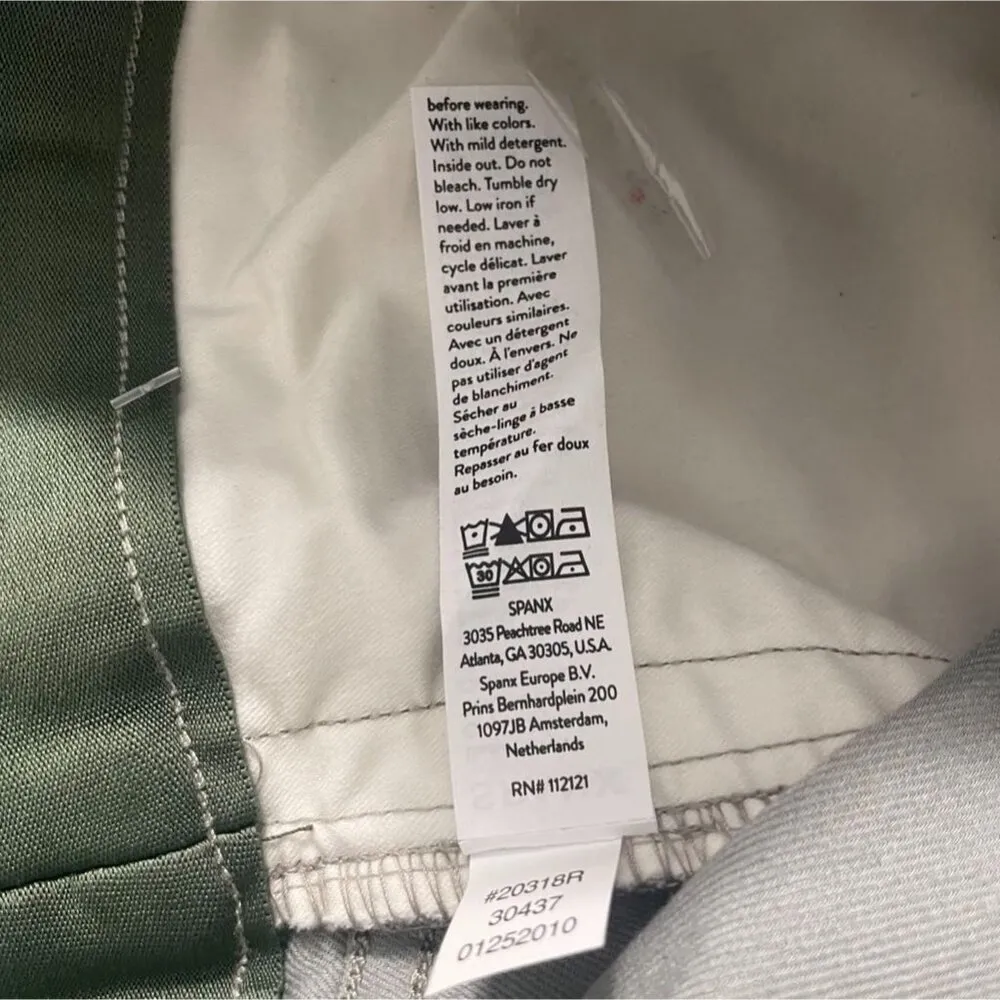 before wearing.
With like colors.
With mild detergent.
Inside out. Do not
bleach. Tumble dry
low. Low iron if
needed. Laver à
froid en machine,
cycle délicat. Laver
avant la première
utilisation. Avec
couleurs similaires.
Avec un détergent
doux. À l'envers. Ne
pas utiliser d'agent
de blanchiment.
Sécher au
sèche-linge à basse
température.
Repasser au fer doux
au besoin.
30
SPANX
3035 Peachtree Road NE
Atlanta, GA 30305, U.S.A.
Spanx Europe B.V.
Prins Bernhardplein 200
1097JB Amsterdam,
Netherlands
RN# 112121
#20318R
30437
01252010